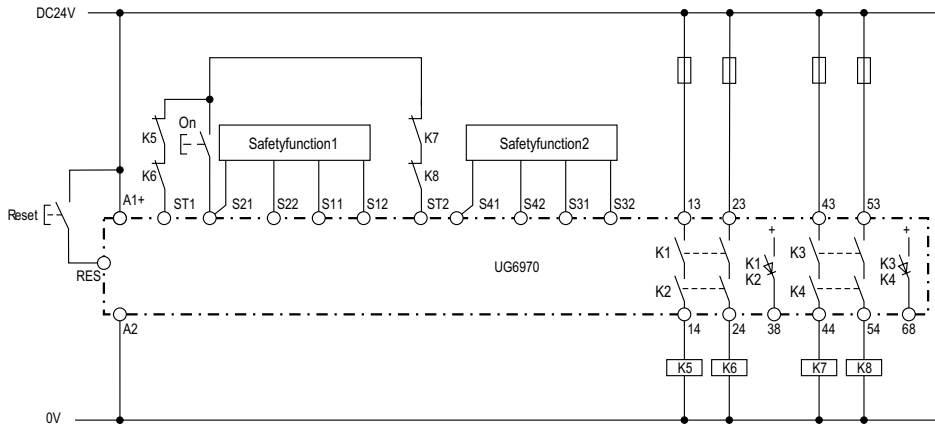 DC24V
On
K5
K6
K7
K8
Safetyfunction1
Safetyfunction2
Reset
A1+
ST1
S21
S22
S11
S12
ST2
S41
S42
S31
S32
13
23
43
53
RES
UG6970
K1
K2
K1
K2
+
K3
K4
K3
K4
+
A2
14
24
38
44
54
68
K5
K6
K7
K8
0V